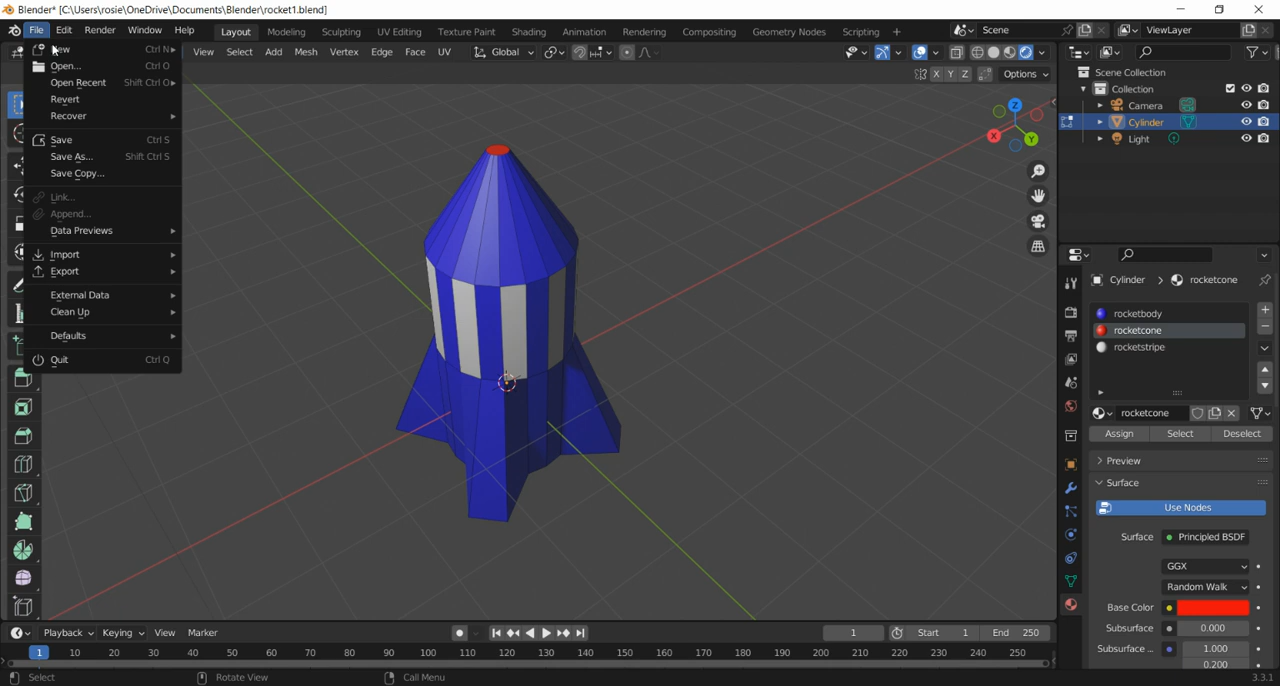 Blender* [C:\Users\rosie\OneDrive\Documents\Blender\rocket1.blend]
File Edit Render Window Help Layout Modeling Sculpting UV Editing Texture Paint Shading Animation Rendering Compositing Geometry Nodes Scripting + Scene ViewLayer
View Select Add Mesh Vertex Edge Face UV Global
X Y Z Options
New Ctrl N
Open... Ctrl O
Open Recent Shift Ctrl O
Revert
Recover
Save Ctrl S
Save As... Shift Ctrl S
Save Copy...
Link...
Append...
Data Previews
Import
Export
External Data
Clean Up
Defaults
Quit Ctrl Q
Z
X
Y
Scene Collection
Collection
Camera
Cylinder
Light
Cylinder > rocketcone
rocketbody
rocketcone
rocketstripe
rocketcone
Assign Select Deselect
Preview
Surface
Use Nodes
Surface Principled BSDF
GGX
Random Walk
Base Color
Subsurface 0.000
Subsurface ... 1.000
0.200
Playback Keying View Marker 1 Start 1 End 250
1 10 20 30 40 50 60 70 80 90 100 110 120 130 140 150 160 170 180 190 200 210 220 230 240 250
Select Rotate View Call Menu 3.3.1